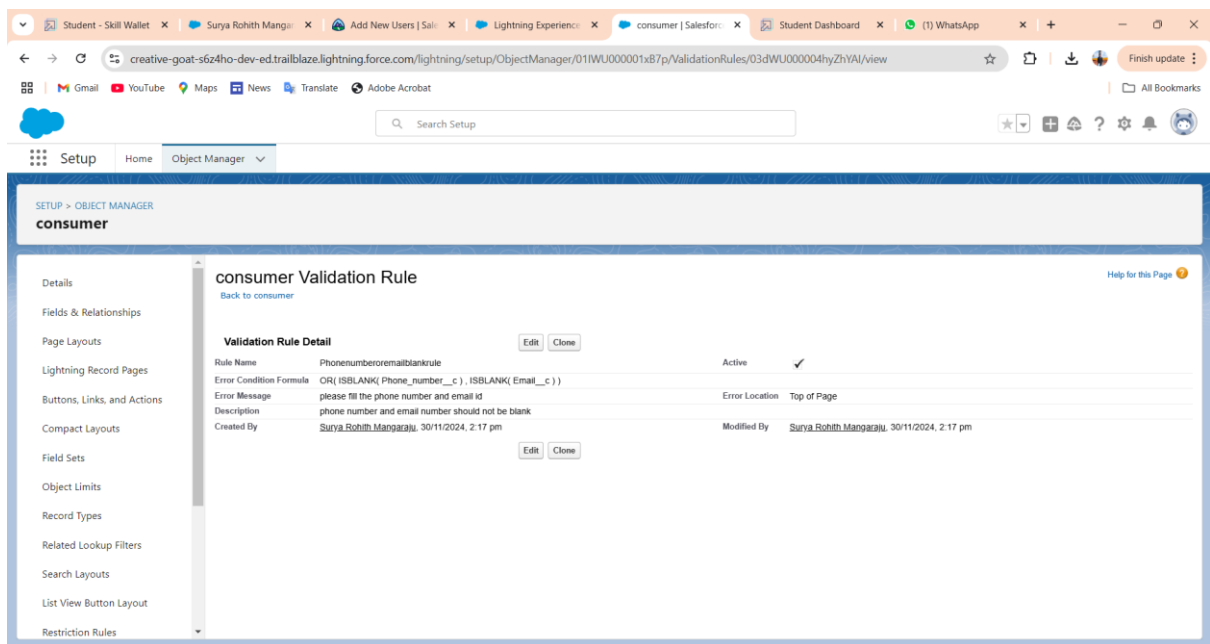 Student - Skill Wallet
Surya Rohith Mangar
Add New Users | Sale
Lightning Experience
consumer | Salesforc
Student Dashboard
(1) WhatsApp
creative-goat-s6z4ho-dev-ed.trailblaze.lightning.force.com/lightning/setup/ObjectManager/01IWU000001xB7p/ValidationRules/03dWU000004hyZhYAI/view
Finish update
Gmail YouTube Maps News Translate Adobe Acrobat
All Bookmarks
Search Setup
Setup Home Object Manager
SETUP > OBJECT MANAGER
consumer
Details
Fields & Relationships
Page Layouts
Lightning Record Pages
Buttons, Links, and Actions
Compact Layouts
Field Sets
Object Limits
Record Types
Related Lookup Filters
Search Layouts
List View Button Layout
Restriction Rules
consumer Validation Rule
Help for this Page
Back to consumer
Validation Rule Detail Edit Clone
Rule Name Phonenumberoremailblankrule Active
Error Condition Formula OR( ISBLANK( Phone_number__c ) , ISBLANK( Email__c ) )
Error Message please fill the phone number and email id Error Location Top of Page
Description phone number and email number should not be blank
Created By Surya Rohith Mangaraju, 30/11/2024, 2:17 pm Modified By Surya Rohith Mangaraju, 30/11/2024, 2:17 pm
Edit Clone